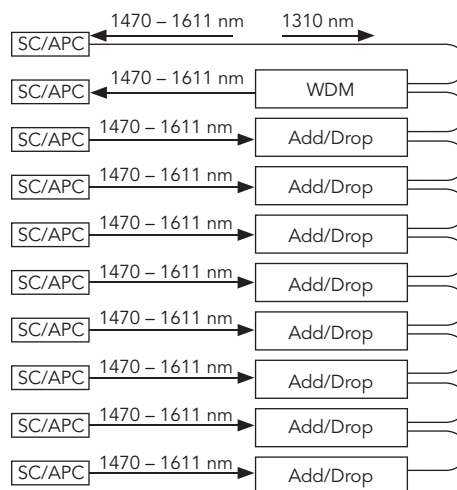 1470 – 1611 nm 1310 nm
SC/APC
1470 – 1611 nm
SC/APC WDM
1470 – 1611 nm
SC/APC Add/Drop
1470 – 1611 nm
SC/APC Add/Drop
1470 – 1611 nm
SC/APC Add/Drop
1470 – 1611 nm
SC/APC Add/Drop
1470 – 1611 nm
SC/APC Add/Drop
1470 – 1611 nm
SC/APC Add/Drop
1470 – 1611 nm
SC/APC Add/Drop
1470 – 1611 nm
SC/APC Add/Drop